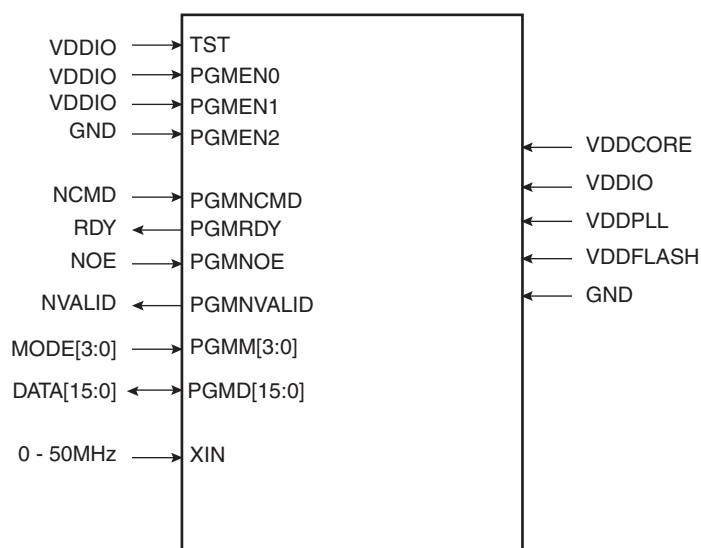 VDDIO TST
VDDIO PGMEN0
VDDIO PGMEN1
GND PGMEN2
VDDCORE
VDDIO
NCMD PGMNCMD
RDY PGMRDY
VDDPLL
NOE PGMNOE
VDDFLASH
NVALID PGMNVALID
GND
MODE[3:0] PGMM[3:0]
DATA[15:0] PGMD[15:0]
0 - 50MHz XIN